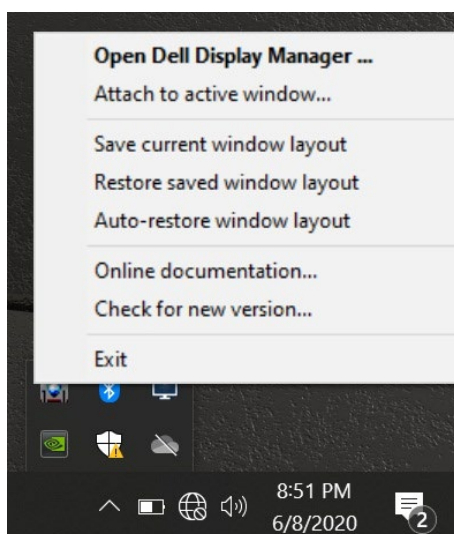 Open Dell Display Manager ...
Attach to active window...
Save current window layout
Restore saved window layout
Auto-restore window layout
Online documentation...
Check for new version...
Exit
8:51 PM
6/8/2020
2